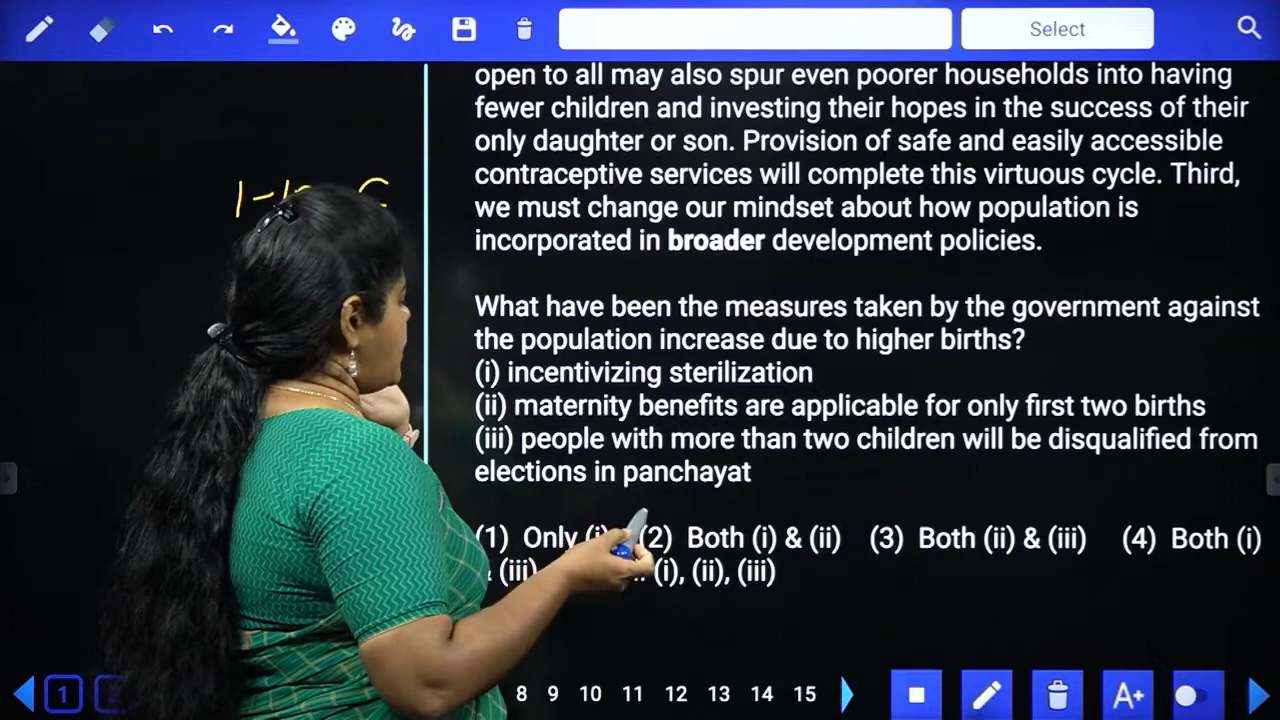 Select
open to all may also spur even poorer households into having
fewer children and investing their hopes in the success of their
only daughter or son. Provision of safe and easily accessible
contraceptive services will complete this virtuous cycle. Third,
we must change our mindset about how population is
incorporated in broader development policies.
What have been the measures taken by the government against
the population increase due to higher births?
(i) incentivizing sterilization
(ii) maternity benefits are applicable for only first two births
(iii) people with more than two children will be disqualified from
elections in panchayat
(1) Only (i) (2) Both (i) & (ii) (3) Both (ii) & (iii) (4) Both (i)
& (iii) (i), (ii), (iii)
1 8 9 10 11 12 13 14 15 A+